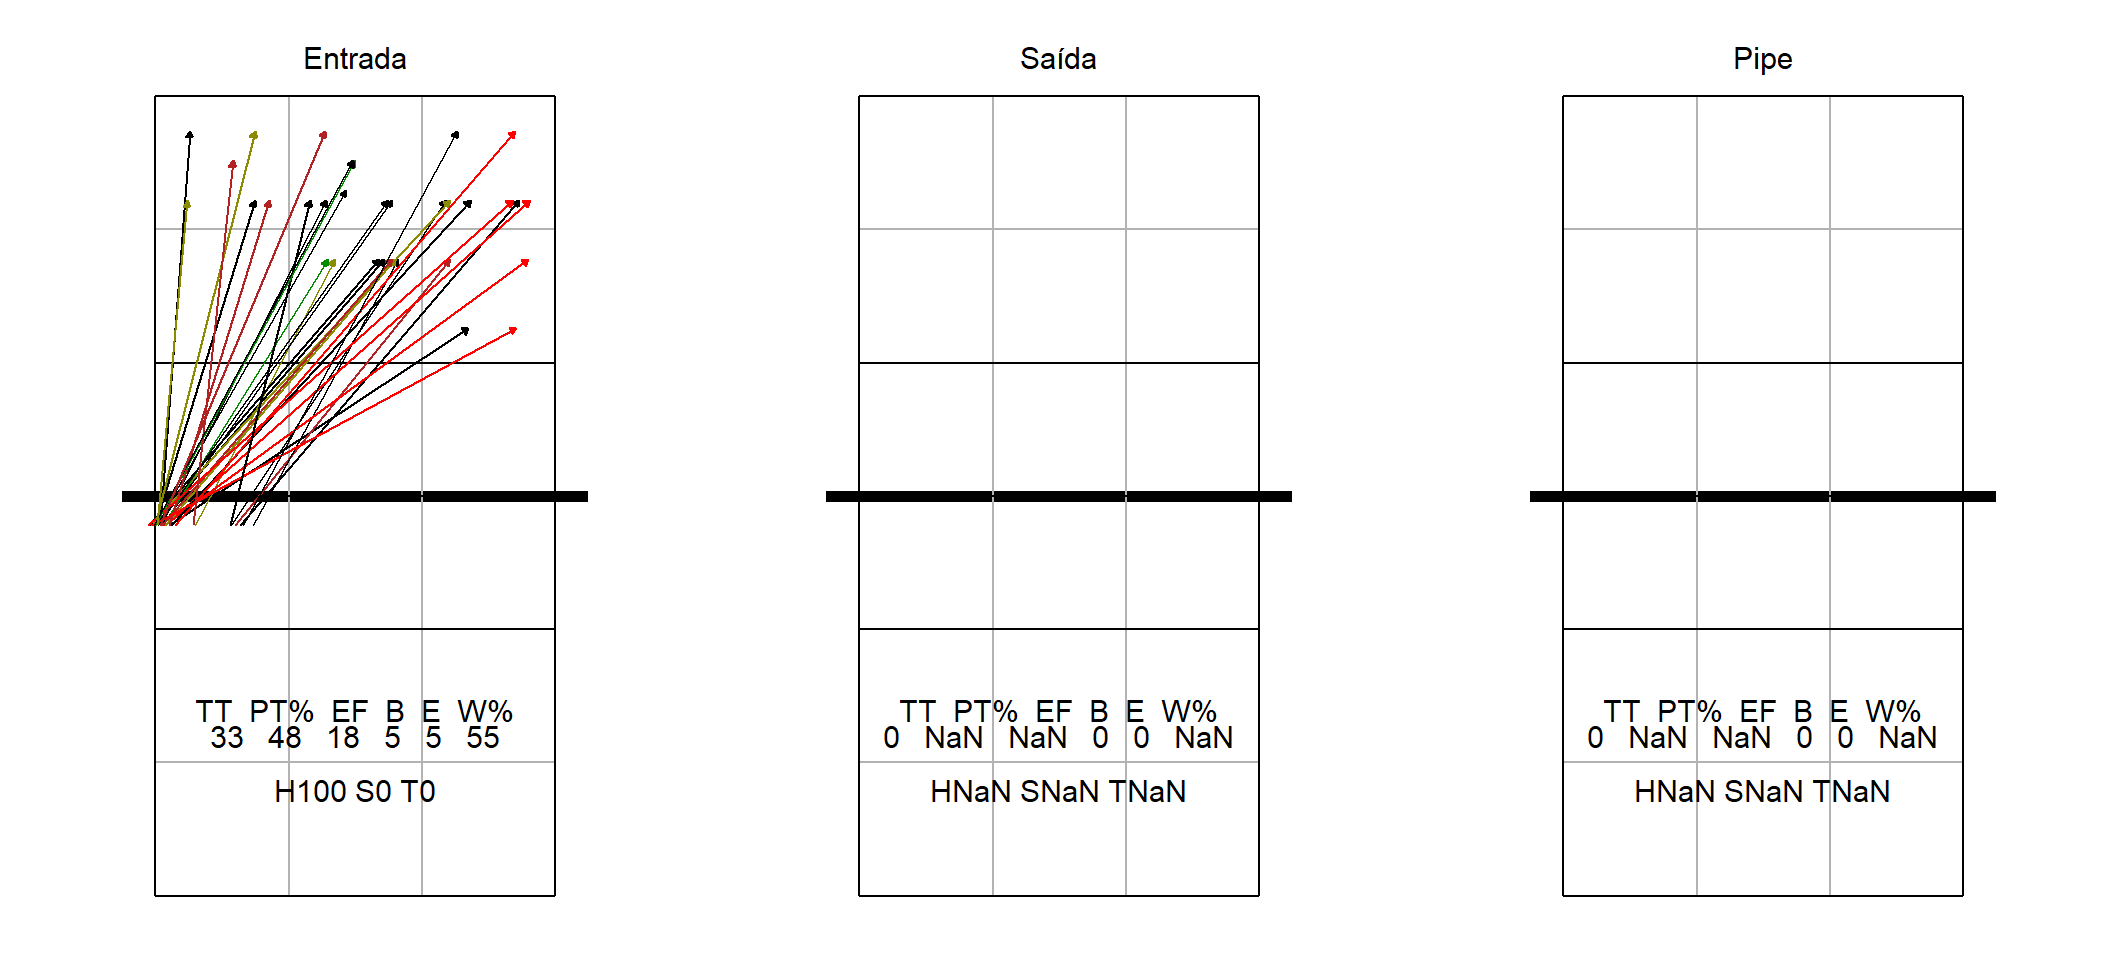 Entrada
TT PT% EF B E W%
33 48 18 5 5 55
H100 S0 T0
Saída
TT PT% EF B E W%
0 NaN NaN 0 0 NaN
HNaN SNaN TNaN
Pipe
TT PT% EF B E W%
0 NaN NaN 0 0 NaN
HNaN SNaN TNaN